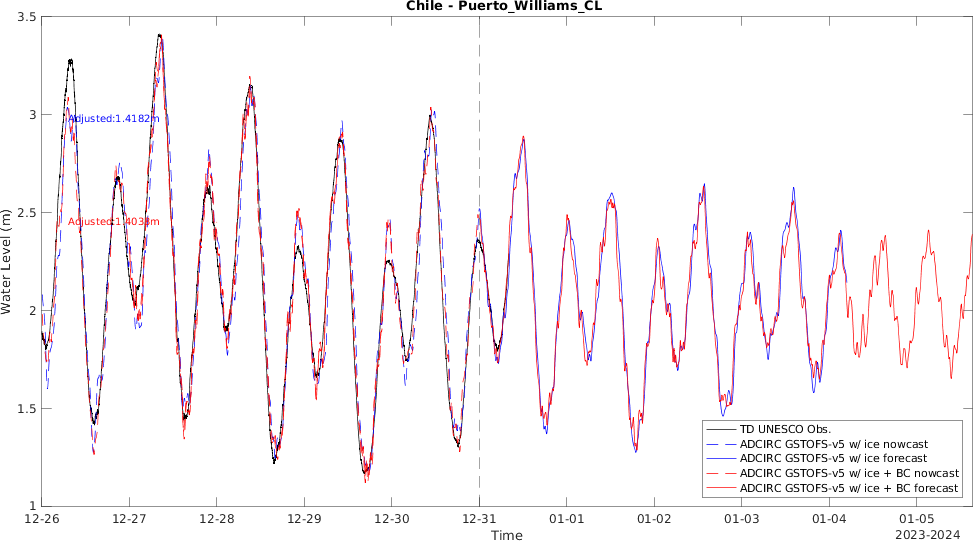 Chile - Puerto_Williams_CL
3.5
3
2.5
2
1.5
1
Water Level (m)
Adjusted:1.4182m
Adjusted:1.4038m
TD UNESCO Obs.
ADCIRC GSTOFS-v5 w/ ice nowcast
ADCIRC GSTOFS-v5 w/ ice forecast
ADCIRC GSTOFS-v5 w/ ice + BC nowcast
ADCIRC GSTOFS-v5 w/ ice + BC forecast
12-26 12-27 12-28 12-29 12-30 12-31 01-01 01-02 01-03 01-04 01-05
Time
2023-2024